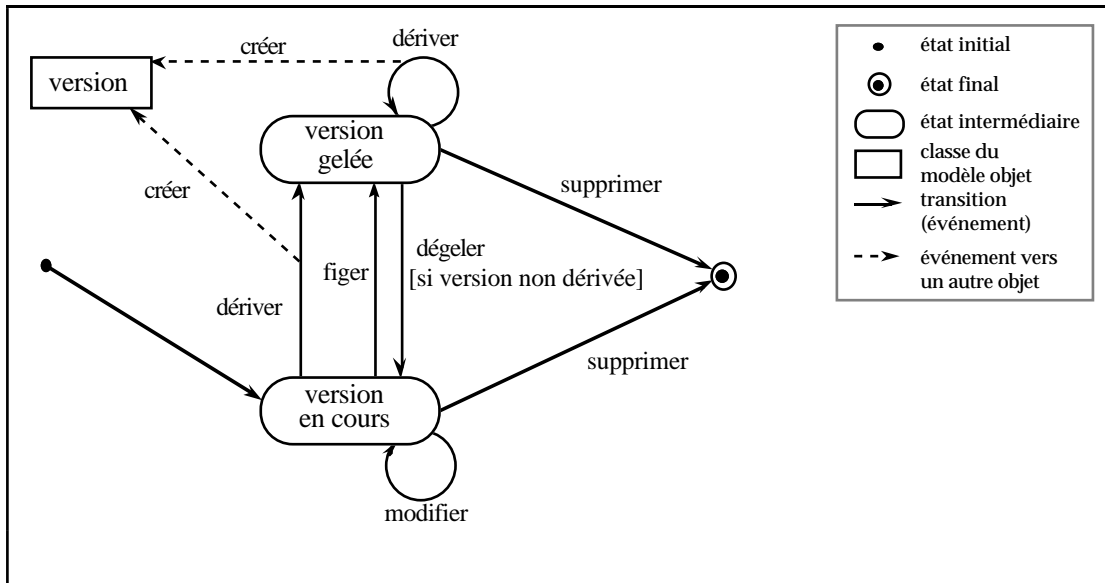 créer
dériver
version
version
gelée
créer
supprimer
dégeler
[si version non dérivée]
figer
dériver
supprimer
version
en cours
modifier
état initial
état final
état intermédiaire
classe du
modèle objet
transition
(événement)
événement vers
un autre objet